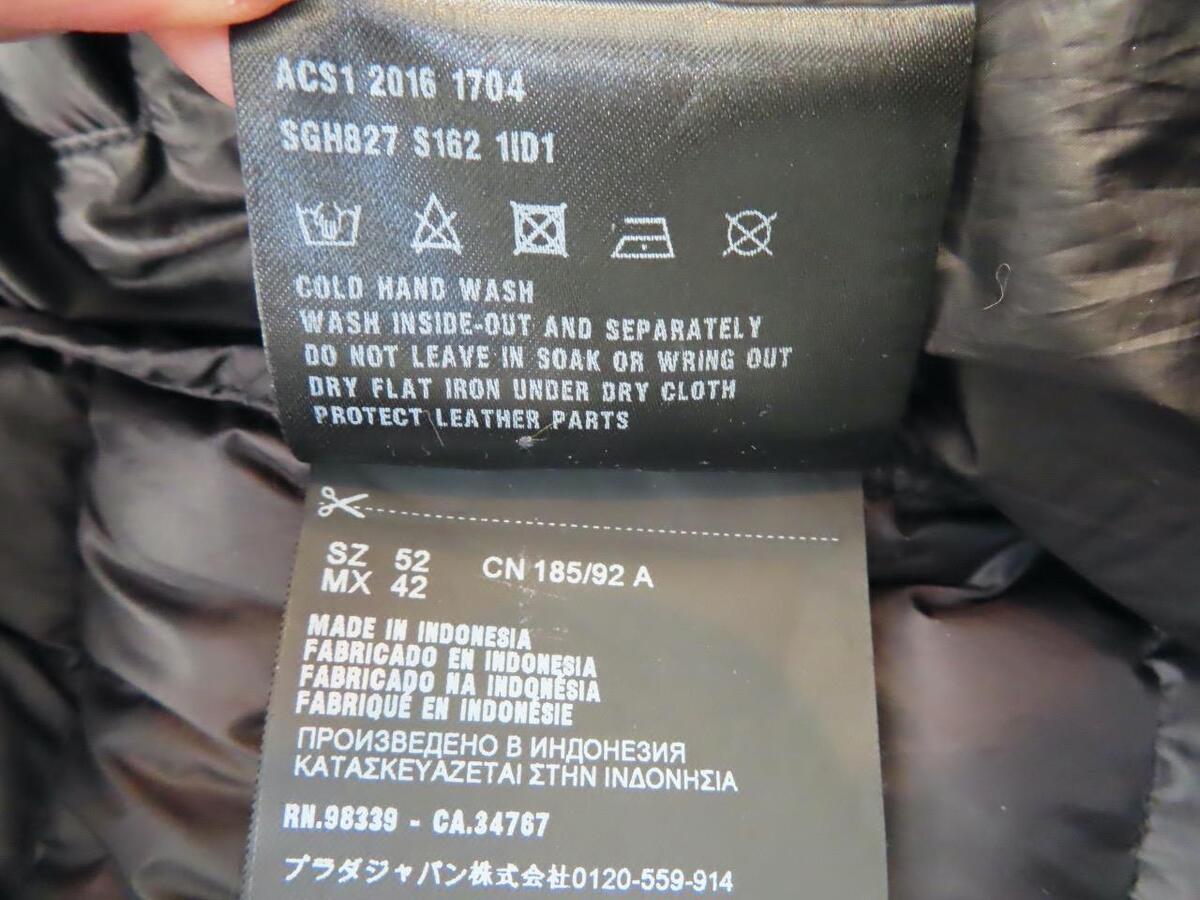 ACS1 2016 1704
SGH827 S162 1ID1
COLD HAND WASH
WASH INSIDE-OUT AND SEPARATELY
DO NOT LEAVE IN SOAK OR WRING OUT
DRY FLAT IRON UNDER DRY CLOTH
PROTECT LEATHER PARTS
SZ 52 CN 185/92 A
MX 42
MADE IN INDONESIA
FABRICADO EN INDONESIA
FABRICADO NA INDONÉSIA
FABRIQUÉ EN INDONÉSIE
ПРОИЗВЕДЕНО В ИНДОНЕЗИЯ
ΚΑΤΑΣΚΕΥΑΖΕΤΑΙ ΣΤΗΝ ΙΝΔΟΝΗΣΙΑ
RN.98339 - CA.34767
プラダジャパン株式会社0120-559-914